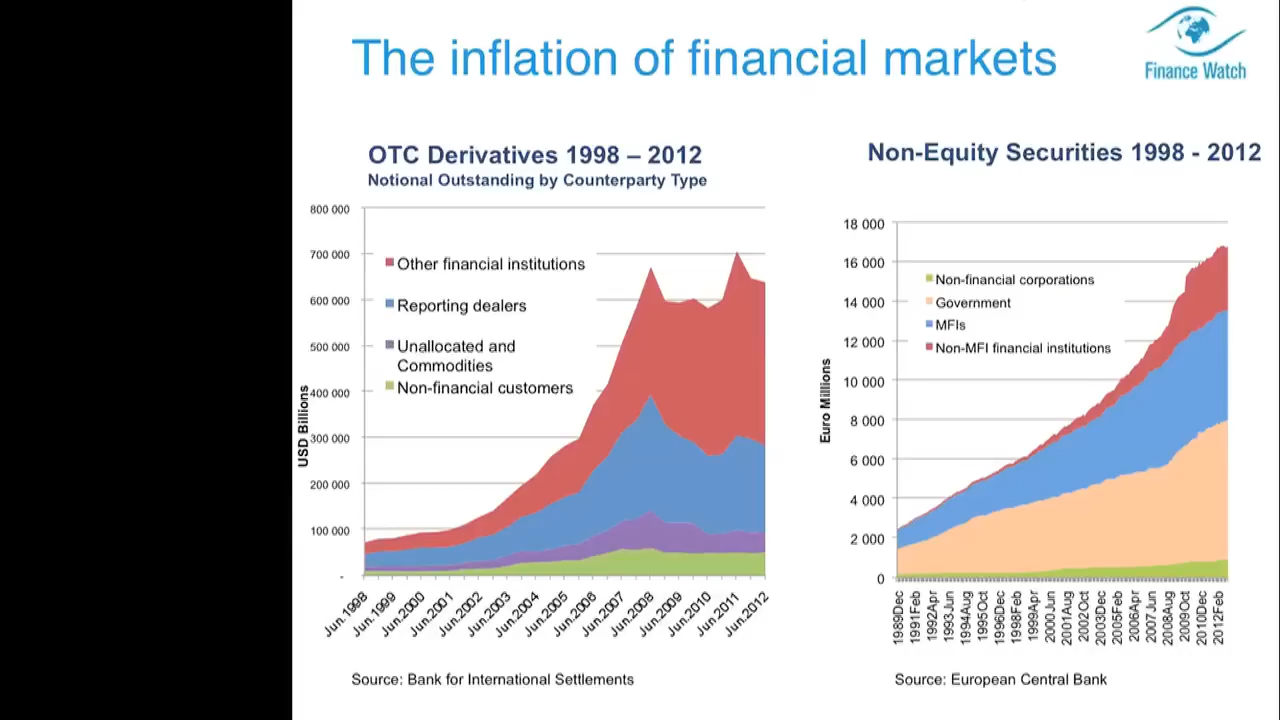 The inflation of financial markets
Finance Watch
OTC Derivatives 1998 – 2012
Notional Outstanding by Counterparty Type
800 000
700 000
600 000
500 000
400 000
300 000
200 000
100 000
-
USD Billions
Other financial institutions
Reporting dealers
Unallocated and
Commodities
Non-financial customers
Jun.1998
Jun.1999
Jun.2000
Jun.2001
Jun.2002
Jun.2003
Jun.2004
Jun.2005
Jun.2006
Jun.2007
Jun.2008
Jun.2009
Jun.2010
Jun.2011
Jun.2012
Source: Bank for International Settlements
Non-Equity Securities 1998 - 2012
18 000
16 000
14 000
12 000
10 000
8 000
6 000
4 000
2 000
0
Euro Millions
Non-financial corporations
Government
MFIs
Non-MFI financial institutions
1989Dec
1991Feb
1992Apr
1993Jun
1994Aug
1995Oct
1996Dec
1998Feb
1999Apr
2000Jun
2001Aug
2002Oct
2003Dec
2005Feb
2006Apr
2007Jun
2008Aug
2009Oct
2010Dec
2012Feb
Source: European Central Bank